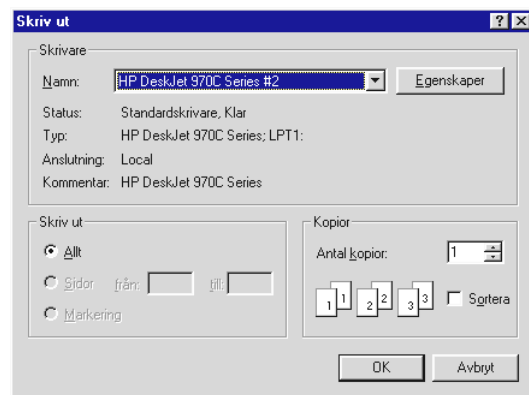 Skriv ut
Skrivare
Namn: HP DeskJet 970C Series #2 Egenskaper
Status: Standardskrivare, Klar
Typ: HP DeskJet 970C Series; LPT1:
Anslutning: Local
Kommentar: HP DeskJet 970C Series
Skriv ut
Allt
Sidor från: till:
Markering
Kopior
Antal kopior: 1
1 1 2 2 3 3 Sortera
OK Avbryt